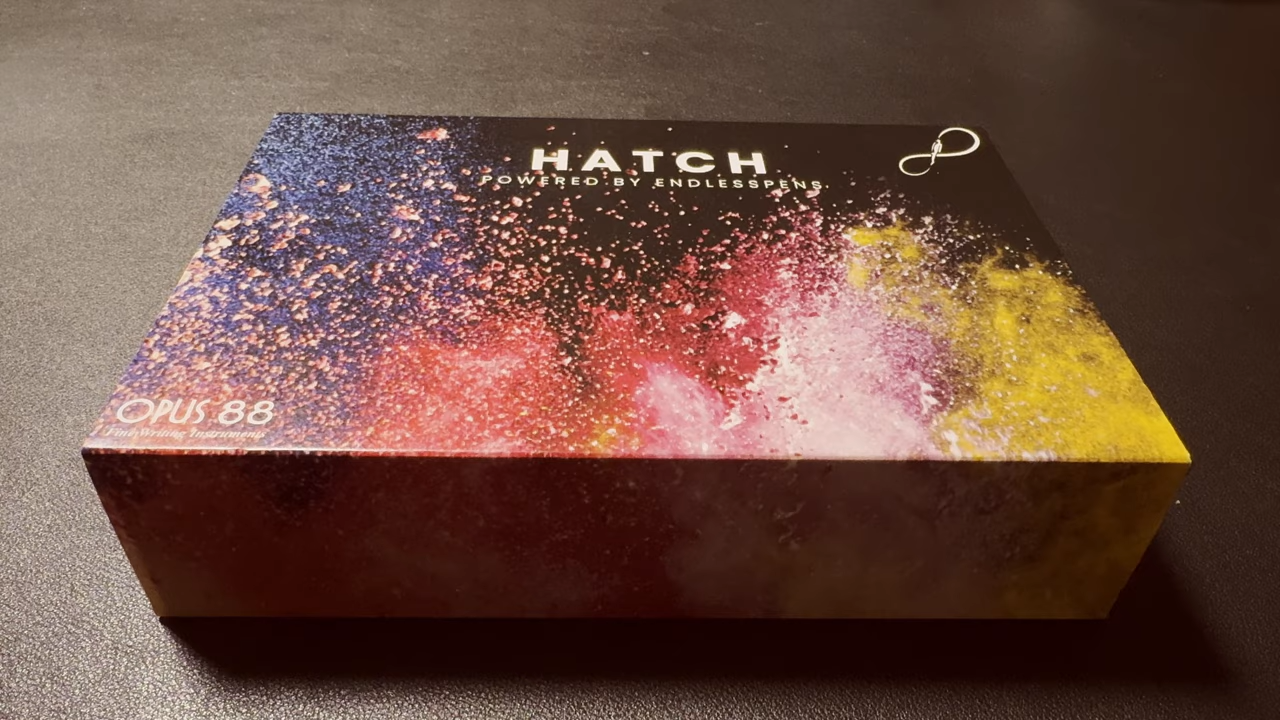 HATCH
POWERED BY ENDLESSPENS
OPUS 88
Fine Writing Instruments